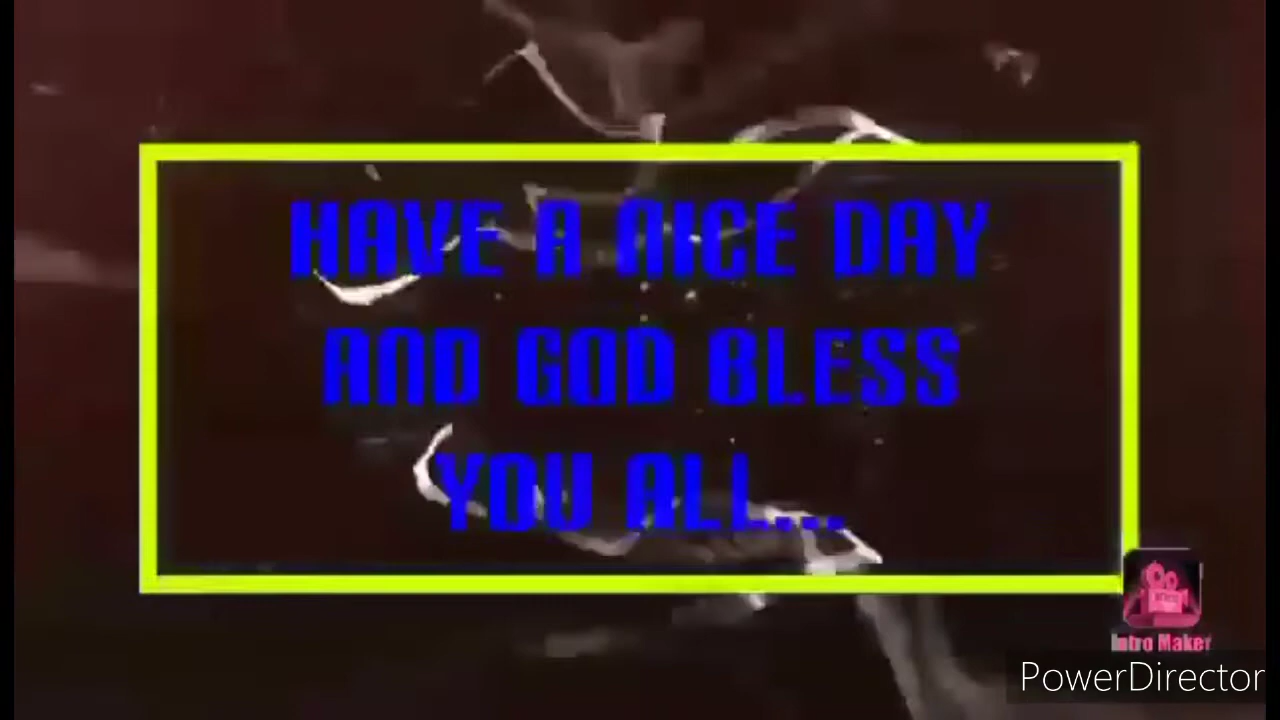 HAVE A NICE DAY
AND GOD BLESS
YOU ALL....
Intro Maker
PowerDirector